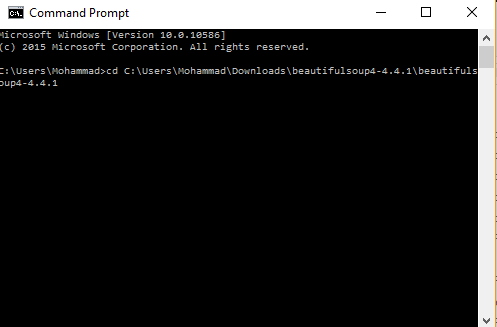 Command Prompt
Microsoft Windows [Version 10.0.10586]
(c) 2015 Microsoft Corporation. All rights reserved.
C:\Users\Mohammad>cd C:\Users\Mohammad\Downloads\beautifulsoup4-4.4.1\beautifuls
oup4-4.4.1